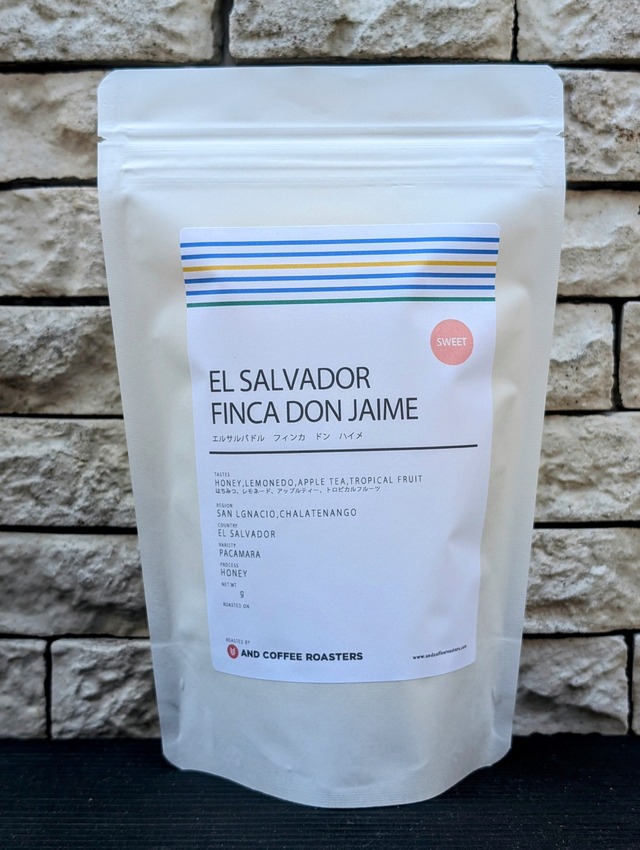 SWEET
EL SALVADOR
FINCA DON JAIME
エルサルバドル フィンカ ドン ハイメ
TASTES
HONEY,LEMONEDO,APPLE TEA,TROPICAL FRUIT
はちみつ、レモネード、アップルティー、トロピカルフルーツ
REGION
SAN LGNACIO,CHALATENANGO
COUNTRY
EL SALVADOR
VARIETY
PACAMARA
PROCESS
HONEY
NET WT
g
ROASTED ON
ROASTED BY
AND COFFEE ROASTERS
www.andcoffeeroasters.com